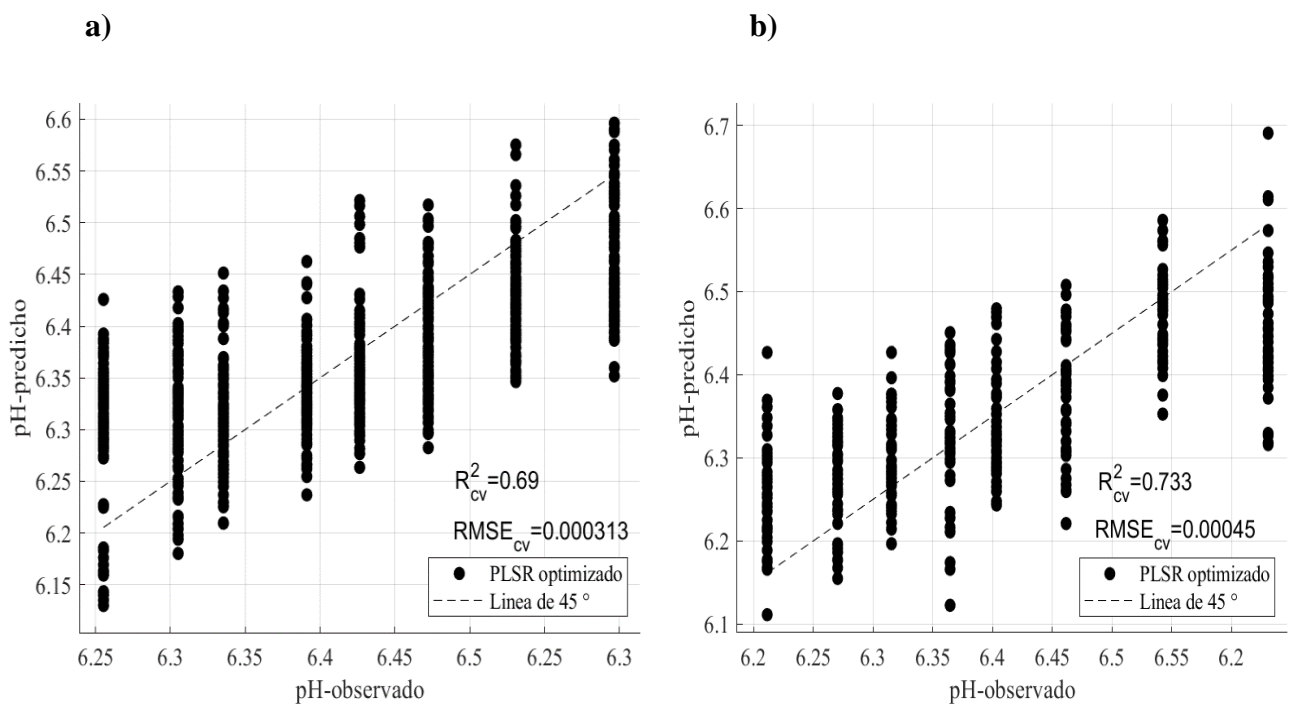 a)
6.6
6.55
6.5
6.45
6.4
6.35
6.3
6.25
6.2
6.15
pH-predicho
R²cv=0.69
RMSEcv=0.000313
PLSR optimizado
Linea de 45 °
6.25 6.3 6.35 6.4 6.45 6.5 6.25 6.3
pH-observado
b)
6.7
6.6
6.5
6.4
6.3
6.2
6.1
pH-predicho
R²cv=0.733
RMSEcv=0.00045
PLSR optimizado
Linea de 45 °
6.2 6.25 6.3 6.35 6.4 6.45 6.5 6.55 6.2
pH-observado